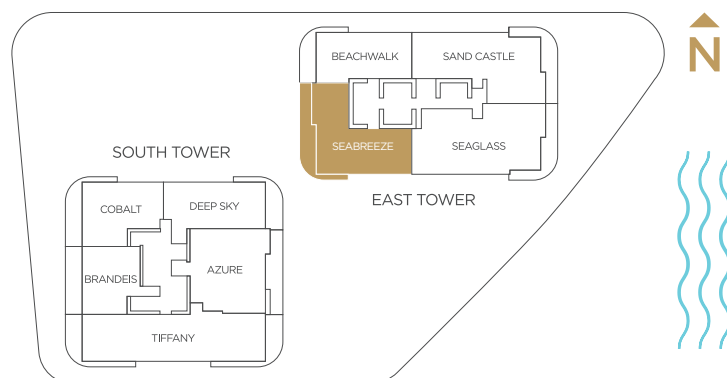 N
BEACHWALK
SAND CASTLE
SEABREEZE
SEAGLASS
EAST TOWER
SOUTH TOWER
COBALT
DEEP SKY
BRANDEIS
AZURE
TIFFANY